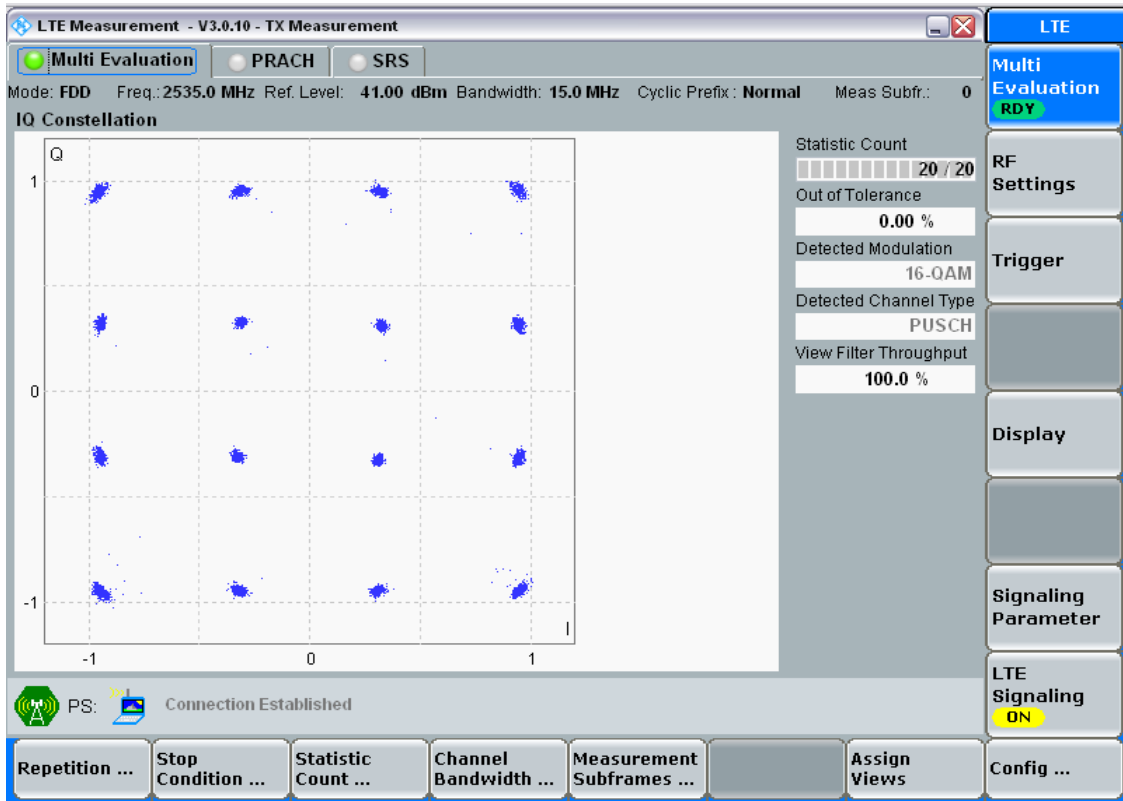 LTE Measurement - V3.0.10 - TX Measurement
LTE
Multi Evaluation PRACH SRS
Mode: FDD Freq.: 2535.0 MHz Ref. Level: 41.00 dBm Bandwidth: 15.0 MHz Cyclic Prefix : Normal Meas Subfr.: 0
IQ Constellation
Q
1
0
-1
I
-1 0 1
Statistic Count
20 / 20
Out of Tolerance
0.00 %
Detected Modulation
16-QAM
Detected Channel Type
PUSCH
View Filter Throughput
100.0 %
Multi
Evaluation
RDY
RF
Settings
Trigger
Display
Signaling
Parameter
LTE
Signaling
ON
PS: Connection Established
Repetition ...
Stop
Condition ...
Statistic
Count ...
Channel
Bandwidth ...
Measurement
Subframes ...
Assign
Views
Config ...